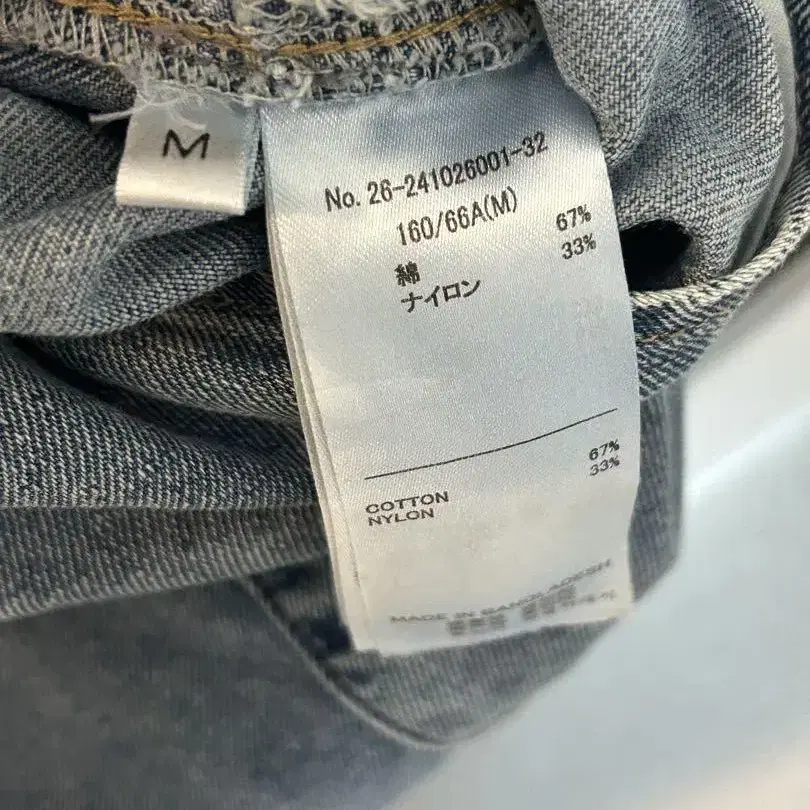 M
No. 26-241026001-32
160/66A(M)
綿 67%
ナイロン 33%
COTTON 67%
NYLON 33%
MADE IN BANGLADESH